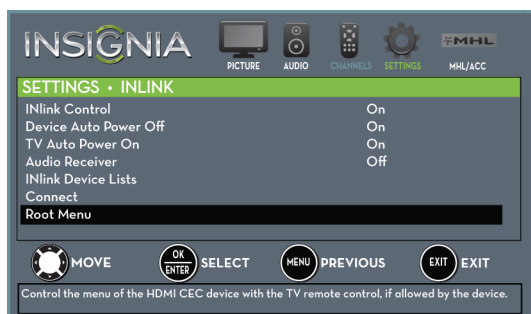 INSIGNIA
PICTURE AUDIO CHANNELS SETTINGS MHL MHL/ACC
SETTINGS • INLINK
INlink Control On
Device Auto Power Off On
TV Auto Power On On
Audio Receiver Off
INlink Device Lists
Connect
Root Menu
MOVE OK ENTER SELECT MENU PREVIOUS EXIT EXIT
Control the menu of the HDMI CEC device with the TV remote control, if allowed by the device.